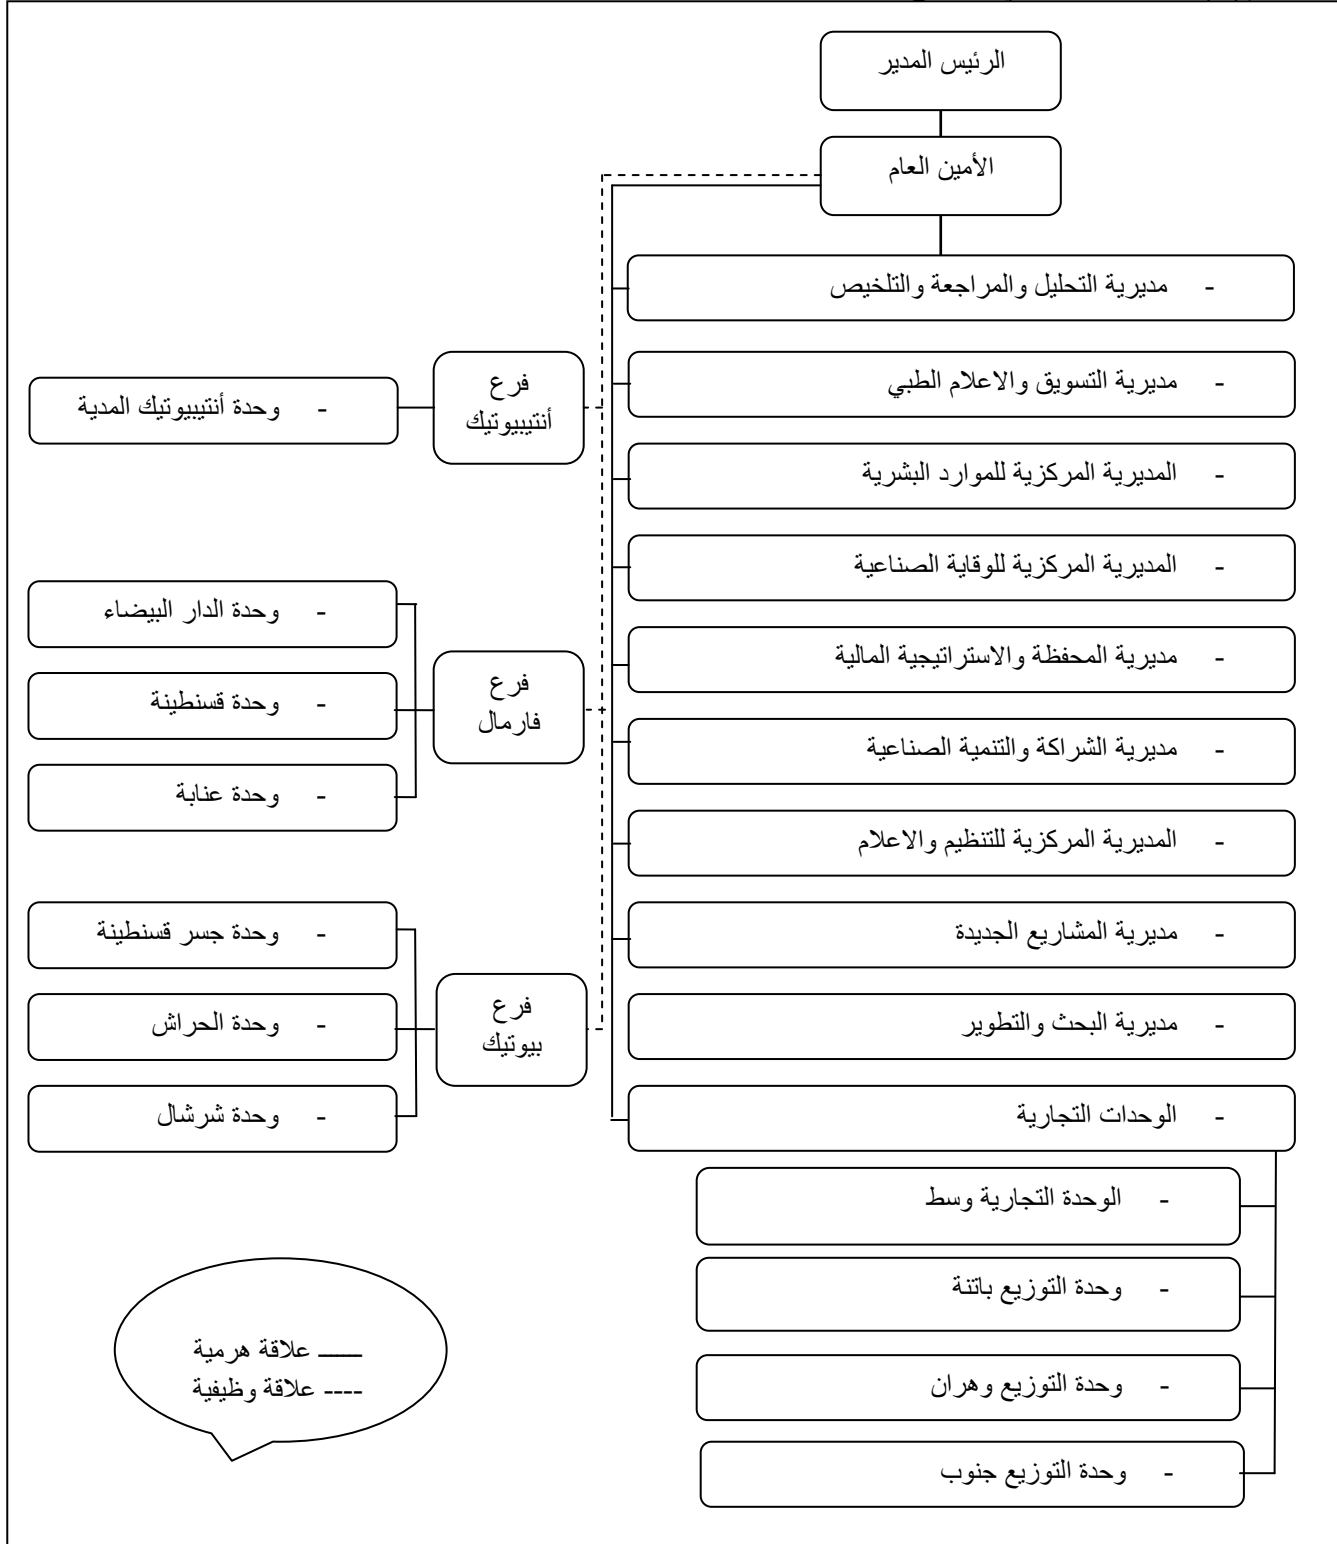 الرئيس المدير
الأمين العام
- مديرية التحليل والمراجعة والتلخيص
- مديرية التسويق والاعلام الطبي
- المديرية المركزية للموارد البشرية
- المديرية المركزية للوقاية الصناعية
- مديرية المحفظة والاستراتيجية المالية
- مديرية الشراكة والتنمية الصناعية
- المديرية المركزية للتنظيم والاعلام
- مديرية المشاريع الجديدة
- مديرية البحث والتطوير
- الوحدات التجارية
- الوحدة التجارية وسط
- وحدة التوزيع باتنة
- وحدة التوزيع وهران
- وحدة التوزيع جنوب
فرع
أنتيبيوتيك
- وحدة أنتيبيوتيك المدية
فرع
فارمال
- وحدة الدار البيضاء
- وحدة قسنطينة
- وحدة عنابة
فرع
بيوتيك
- وحدة جسر قسنطينة
- وحدة الحراش
- وحدة شرشال
ــــــ علاقة هرمية
---- علاقة وظيفية